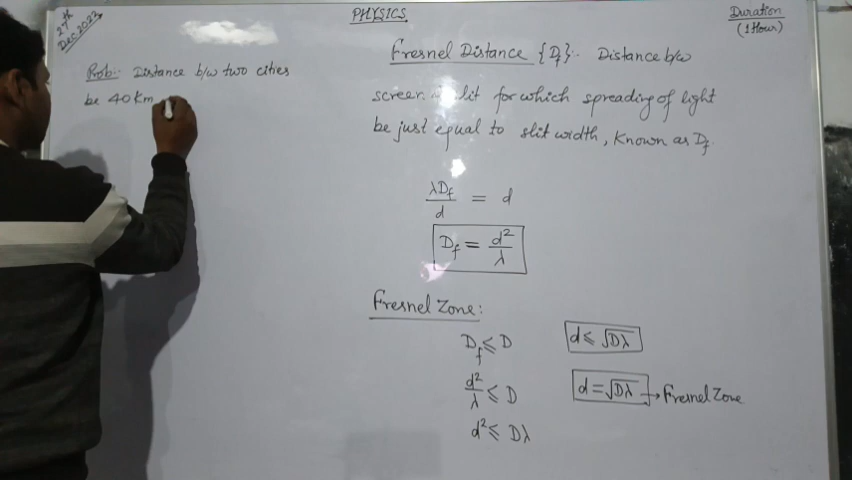 27th
Dec. 2022
PHYSICS
Duration
(1 Hour)
Prob:- Distance b/w two cities
be 40 km
Fresnel Distance {Df}:- Distance b/w
screen & slit for which spreading of light
be just equal to slit width, Known as Df.
λDf/d = d
Df = d²/λ
Fresnel Zone:
Df ≤ D
d²/λ ≤ D
d² ≤ Dλ
d ≤ √Dλ
d = √Dλ → Fresnel Zone